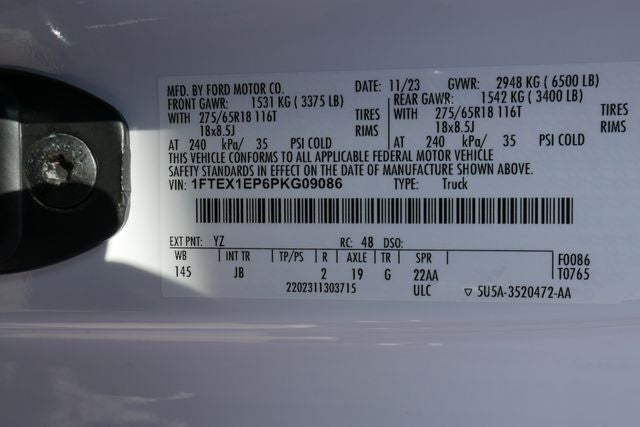 MFD. BY FORD MOTOR CO. DATE: 11/23 GVWR: 2948 KG ( 6500 LB)
FRONT GAWR: 1531 KG ( 3375 LB) REAR GAWR: 1542 KG ( 3400 LB)
WITH 275/65R18 116T TIRES WITH 275/65R18 116T TIRES
18x8.5J RIMS 18x8.5J RIMS
AT 240 kPa/ 35 PSI COLD AT 240 kPa/ 35 PSI COLD
THIS VEHICLE CONFORMS TO ALL APPLICABLE FEDERAL MOTOR VEHICLE
SAFETY STANDARDS IN EFFECT ON THE DATE OF MANUFACTURE SHOWN ABOVE.
VIN: 1FTEX1EP6PKG09086 TYPE: Truck
EXT PNT: YZ RC: 48 DSO: F0086
WB INT TR TP/PS R AXLE TR SPR T0765
145 JB 2 19 G 22AA
2202311303715 ULC ▽ 5U5A-3520472-AA